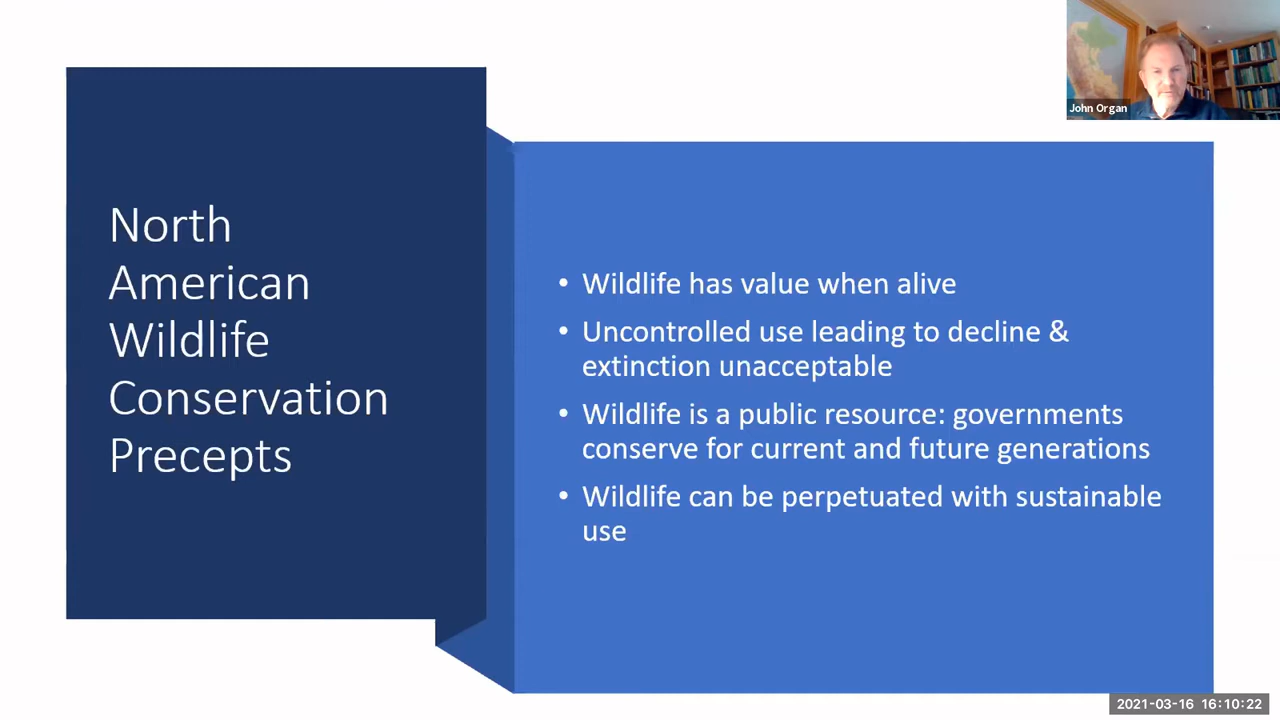 John Organ
North
American
Wildlife
Conservation
Precepts
• Wildlife has value when alive
• Uncontrolled use leading to decline &
extinction unacceptable
• Wildlife is a public resource: governments
conserve for current and future generations
• Wildlife can be perpetuated with sustainable
use
2021-03-16 16:10:22